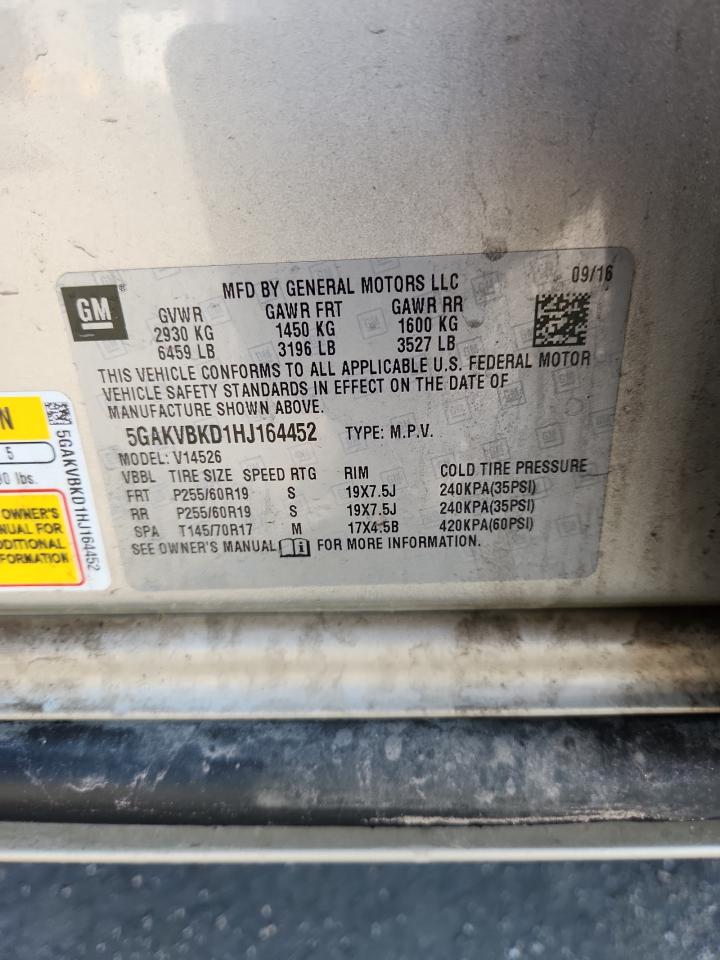 GM ®
MFD BY GENERAL MOTORS LLC 09/16
GVWR GAWR FRT GAWR RR
2930 KG 1450 KG 1600 KG
6459 LB 3196 LB 3527 LB
THIS VEHICLE CONFORMS TO ALL APPLICABLE U.S. FEDERAL MOTOR
VEHICLE SAFETY STANDARDS IN EFFECT ON THE DATE OF
MANUFACTURE SHOWN ABOVE.
5GAKVBKD1HJ164452 TYPE: M.P.V.
MODEL: V14526
VBBL TIRE SIZE SPEED RTG RIM COLD TIRE PRESSURE
FRT P255/60R19 S 19X7.5J 240KPA(35PSI)
RR P255/60R19 S 19X7.5J 240KPA(35PSI)
SPA T145/70R17 M 17X4.5B 420KPA(60PSI)
SEE OWNER'S MANUAL i FOR MORE INFORMATION.
N
5
lbs.
OWNER'S
FOR
5GAKVBKD1HJ164452